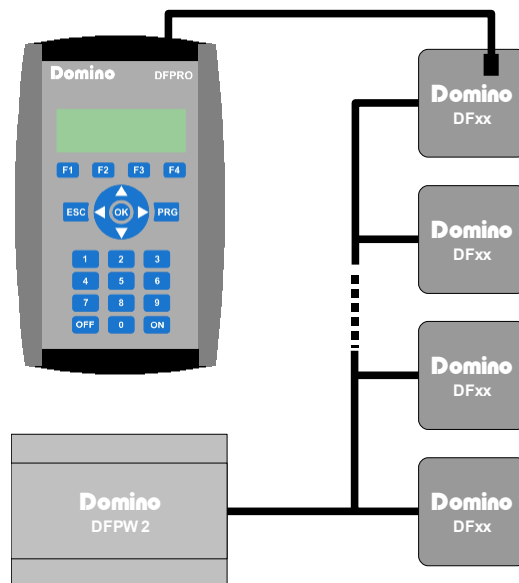 Domino DFPRO
Domino
DFxx
F1 F2 F3 F4
ESC OK PRG
Domino
DFxx
1 2 3
4 5 6
7 8 9
OFF 0 ON
Domino
DFxx
Domino
DFPW 2
Domino
DFxx